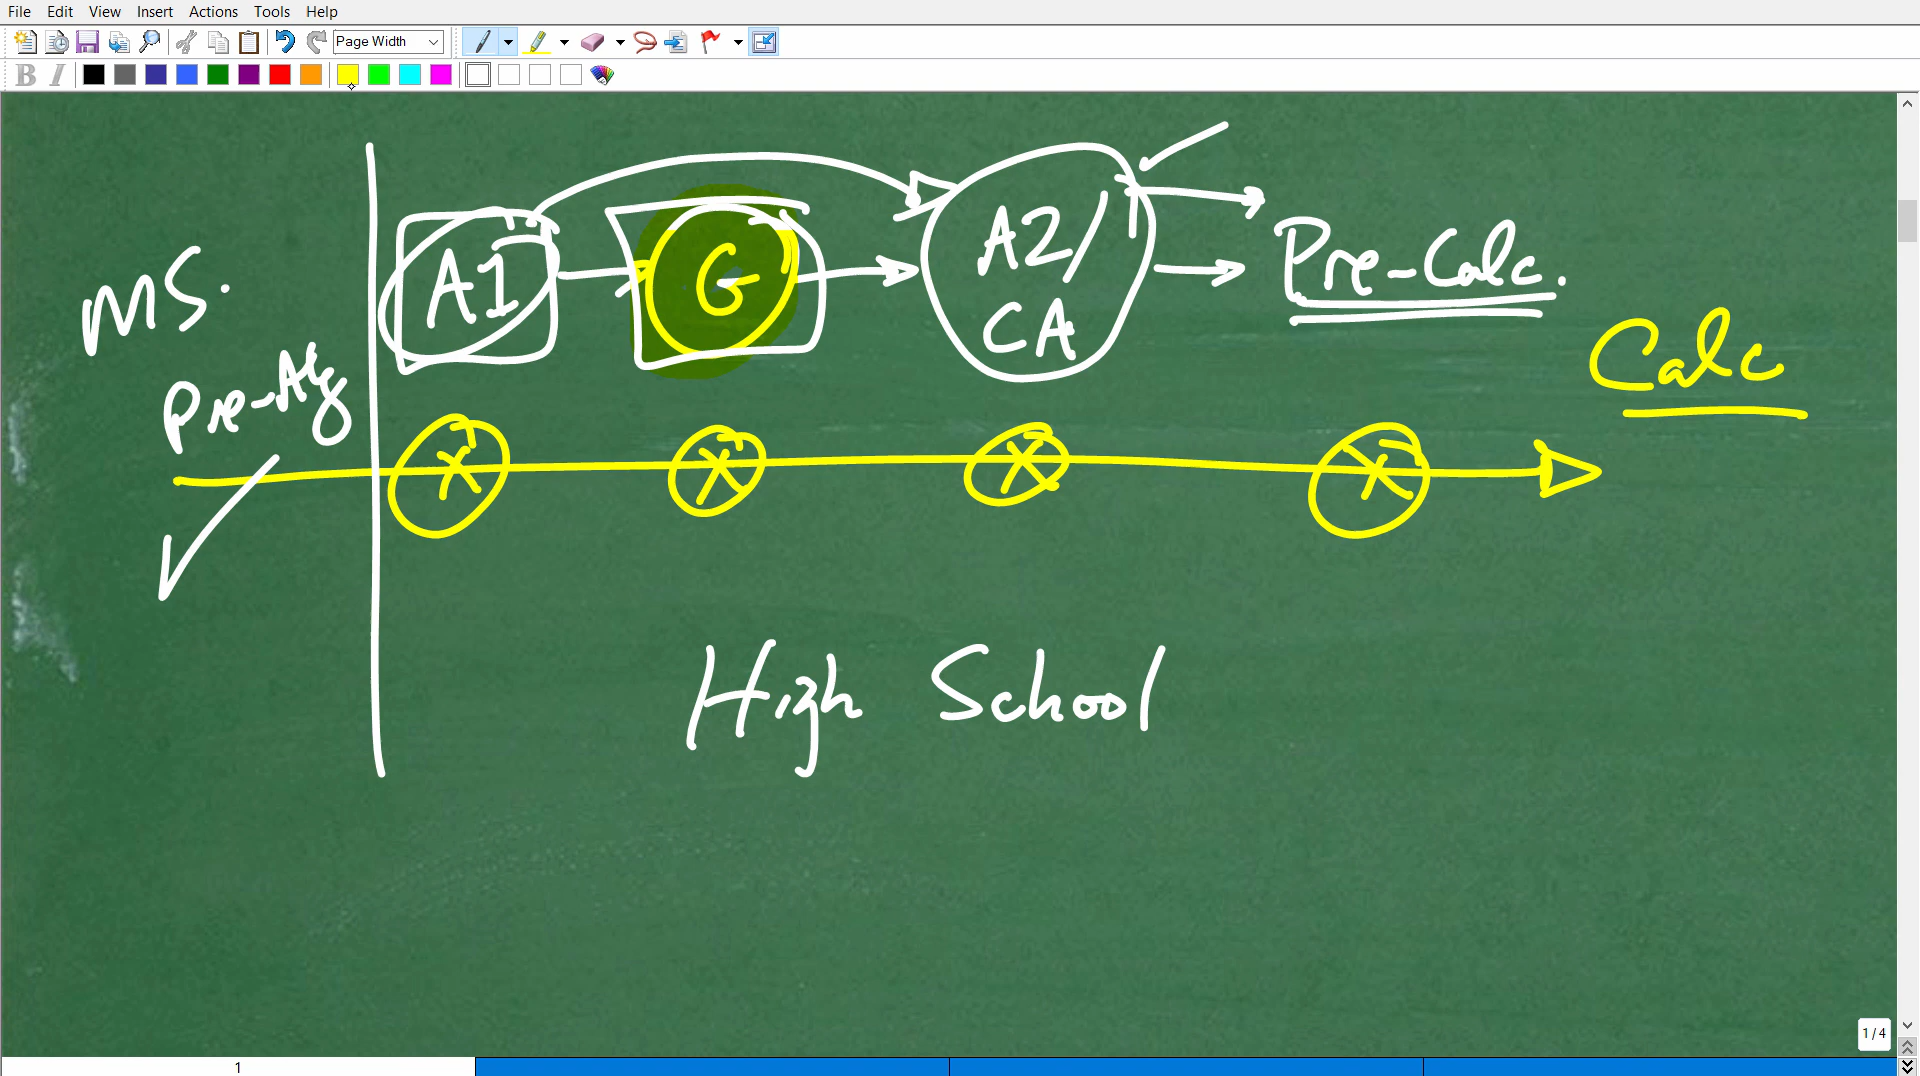 File Edit View Insert Actions Tools Help
Page Width
B I
MS.
Pre-Alg
A1
G
A2/
CA
Pre-Calc.
Calc
High School
1/4
1